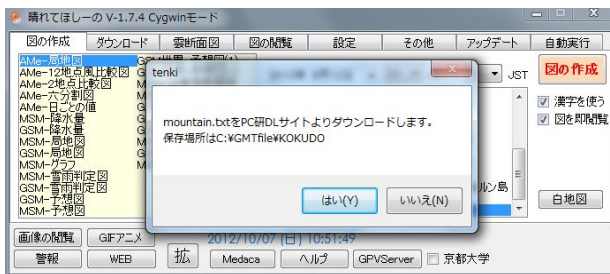 晴れてほしーの V-1.7.4 Cygwinモード
図の作成 ダウンロード 雲断面図 図の閲覧 設定 その他 アップデート 自動実行
AMe-局地図
AMe-12地点風比較図
AMe-2地点比較図
AMe-六分割図
AMe-日ごとの値
MSM-降水量
GSM-降水量
GSM-局地図
MSM-局地図
MSM-グラフ
MSM-雪雨判定図
GSM-雪雨判定図
GSM-予想図
MSM-予想図
tenki
mountain.txtをPC研DLサイトよりダウンロードします。
保存場所はC:¥GMTfile¥KOKUDO
はい(Y) いいえ(N)
JST
ルン島
図の作成
漢字を使う
図を即閲覧
白地図
画像の閲覧 GIFアニメ 2012/10/07 (日) 10:51:49
警報 WEB 拡 Medaca ヘルプ GPVServer 京都大学